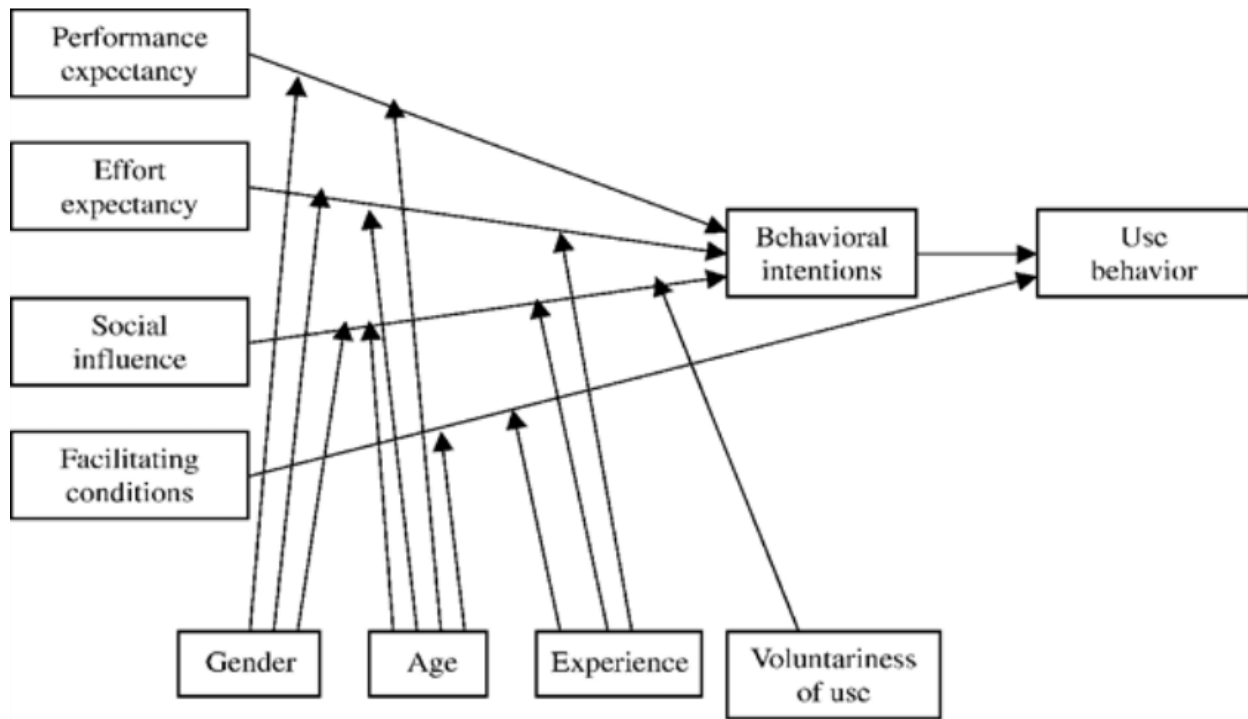 Performance
expectancy
Effort
expectancy
Social
influence
Facilitating
conditions
Behavioral
intentions
Use
behavior
Gender
Age
Experience
Voluntariness
of use